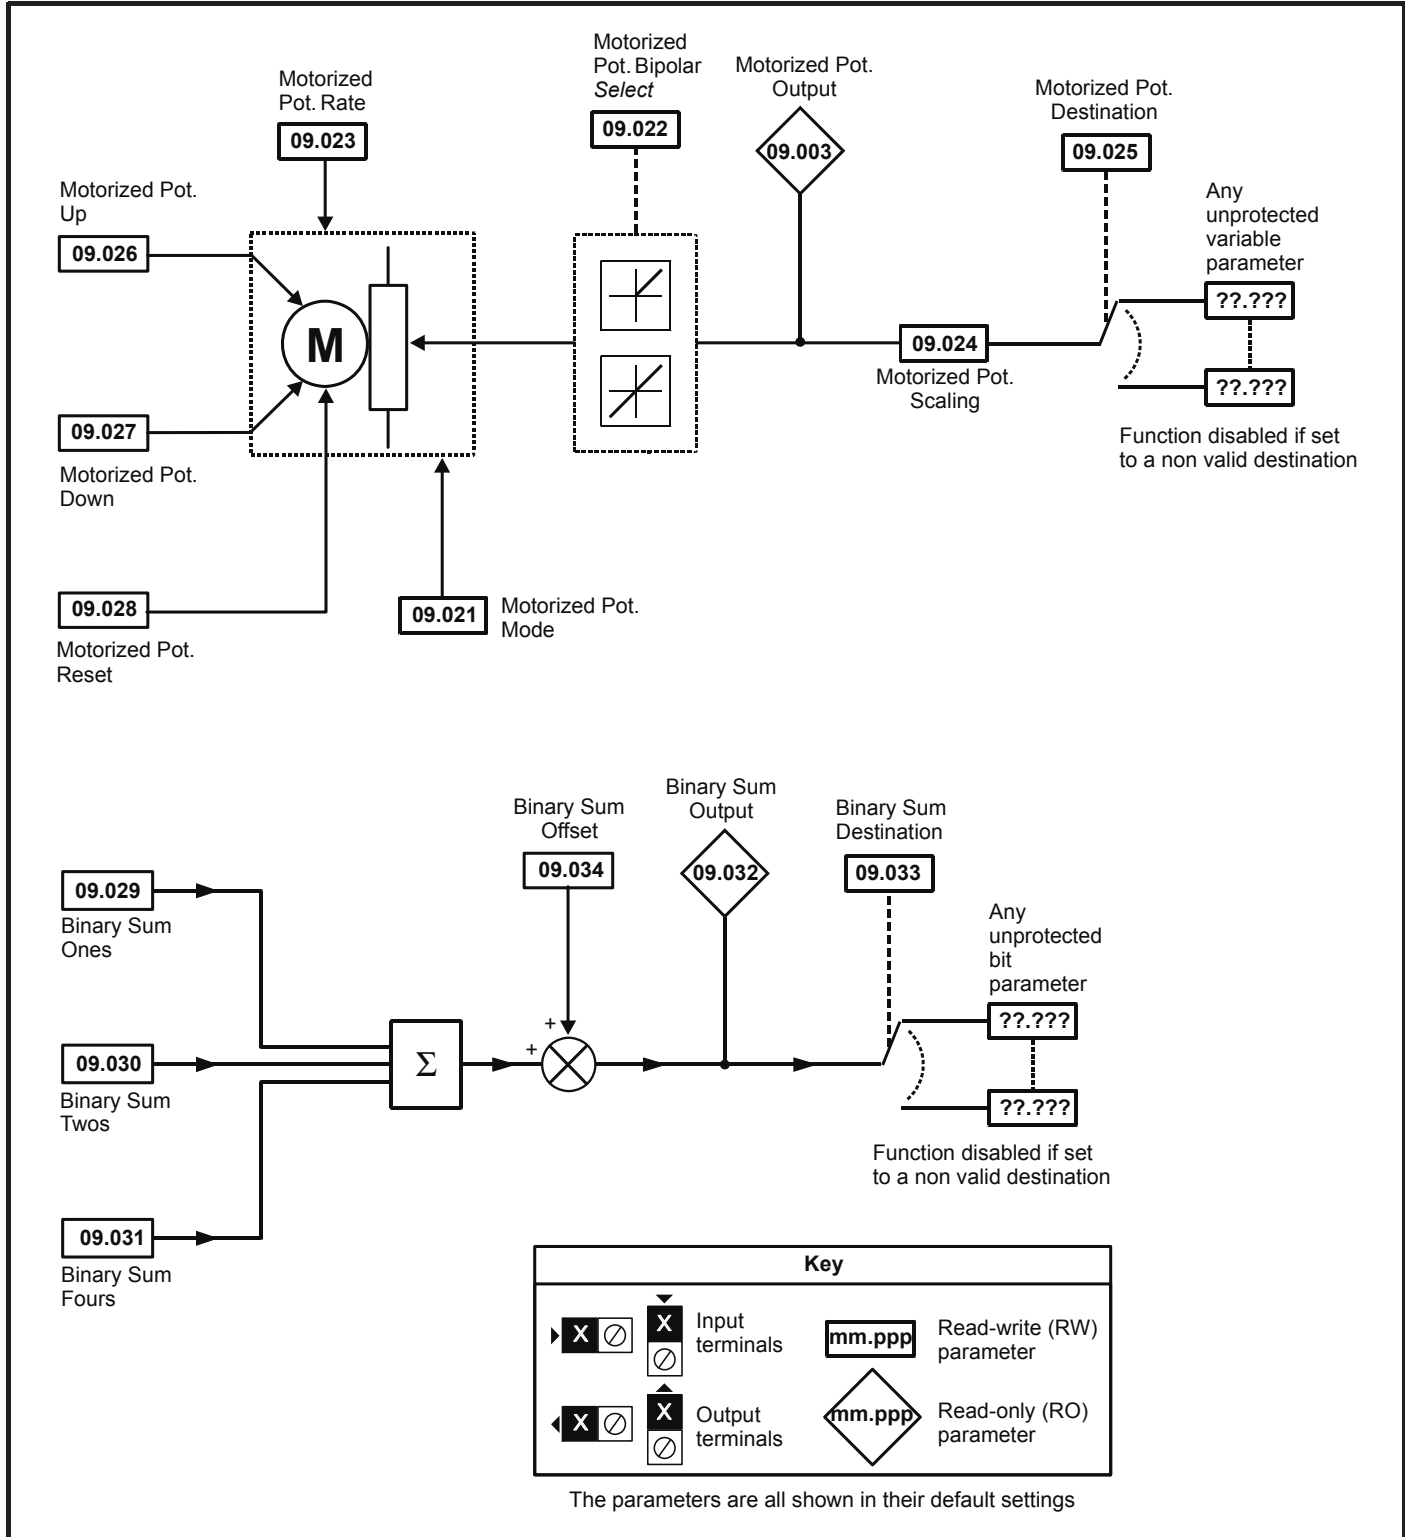 Motorized
Pot. Rate
09.023
Motorized
Pot. Bipolar
Select
09.022
Motorized Pot.
Output
09.003
Motorized Pot.
Destination
09.025
Motorized Pot.
Up
09.026
M
09.027
Motorized Pot.
Down
09.028
Motorized Pot.
Reset
09.021
Motorized Pot.
Mode
09.024
Motorized Pot.
Scaling
Any
unprotected
variable
parameter
??.???
??.???
Function disabled if set
to a non valid destination
09.029
Binary Sum
Ones
09.030
Binary Sum
Twos
09.031
Binary Sum
Fours
Σ
Binary Sum
Offset
09.034
+
+
Binary Sum
Output
09.032
Binary Sum
Destination
09.033
Any
unprotected
bit
parameter
??.???
??.???
Function disabled if set
to a non valid destination
Key
X
X
Input
terminals
mm.ppp
Read-write (RW)
parameter
X
X
Output
terminals
mm.ppp
Read-only (RO)
parameter
The parameters are all shown in their default settings